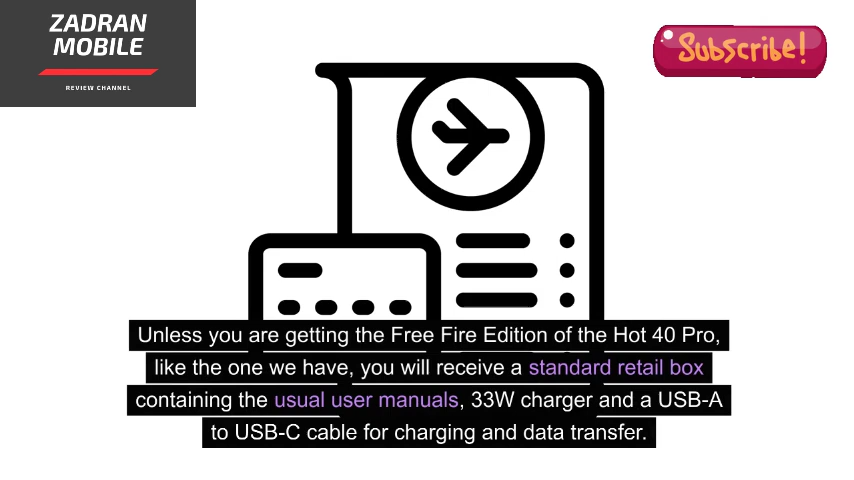 ZADRAN
MOBILE
REVIEW CHANNEL
Subscribe!
Unless you are getting the Free Fire Edition of the Hot 40 Pro,
like the one we have, you will receive a standard retail box
containing the usual user manuals, 33W charger and a USB-A
to USB-C cable for charging and data transfer.